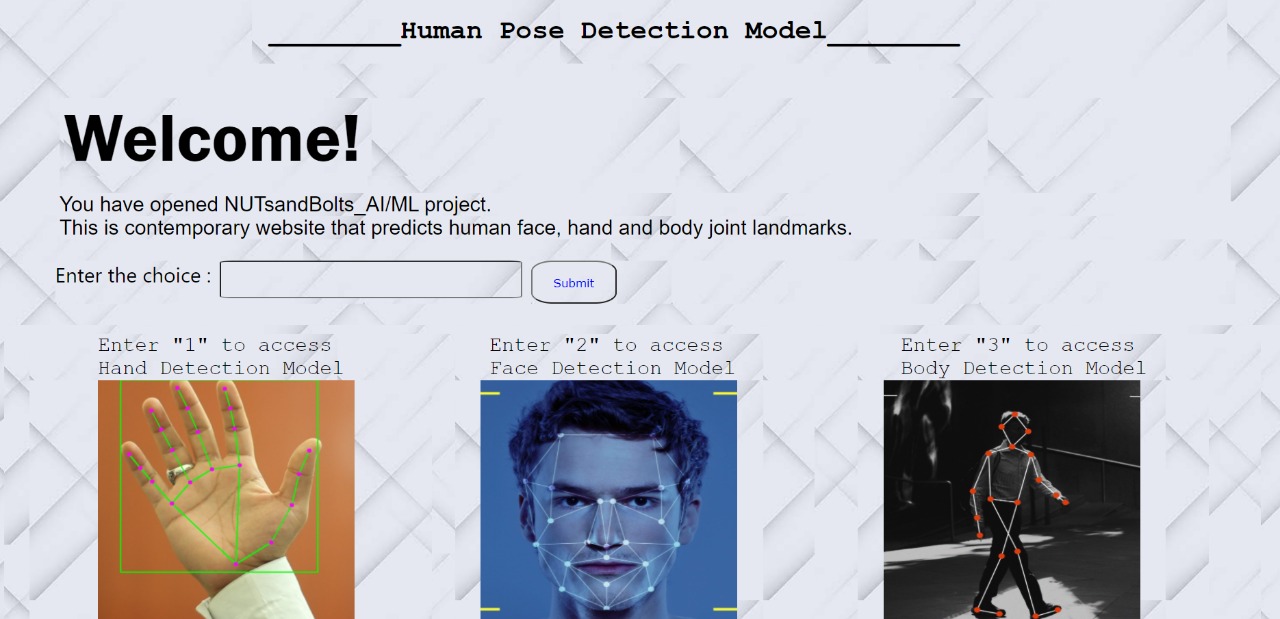 _________Human Pose Detection Model_________
Welcome!
You have opened NUTsandBolts_AI/ML project.
This is contemporary website that predicts human face, hand and body joint landmarks.
Enter the choice : Submit
Enter "1" to access
Hand Detection Model
Enter "2" to access
Face Detection Model
Enter "3" to access
Body Detection Model